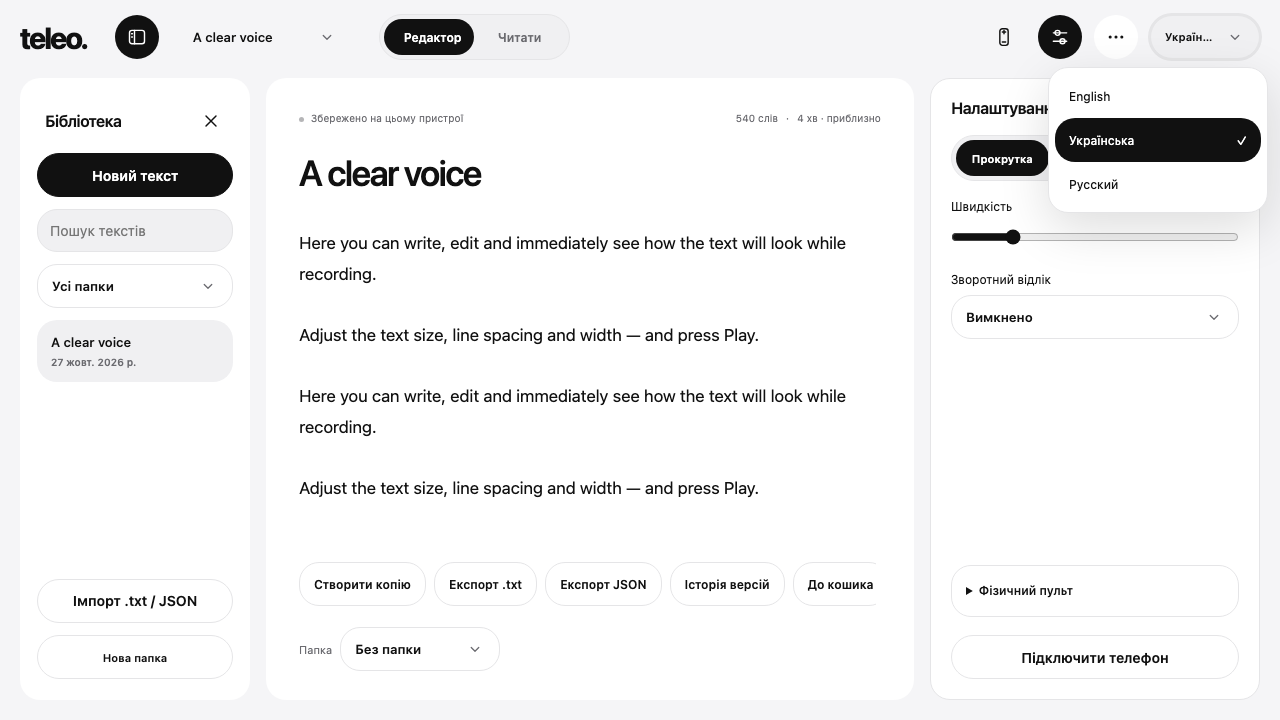 teleo.
A clear voice
Редактор
Читати
Україн...
English
Українська
Русский
Бібліотека
Новий текст
Пошук текстів
Усі папки
A clear voice
27 жовт. 2026 р.
Імпорт .txt / JSON
Нова папка
Збережено на цьому пристрої
540 слів · 4 хв · приблизно
A clear voice
Here you can write, edit and immediately see how the text will look while
recording.
Adjust the text size, line spacing and width — and press Play.
Here you can write, edit and immediately see how the text will look while
recording.
Adjust the text size, line spacing and width — and press Play.
Створити копію
Експорт .txt
Експорт JSON
Історія версій
До кошика
Папка
Без папки
Прокрутка
Швидкість
Зворотний відлік
Вимкнено
Фізичний пульт
Підключити телефон